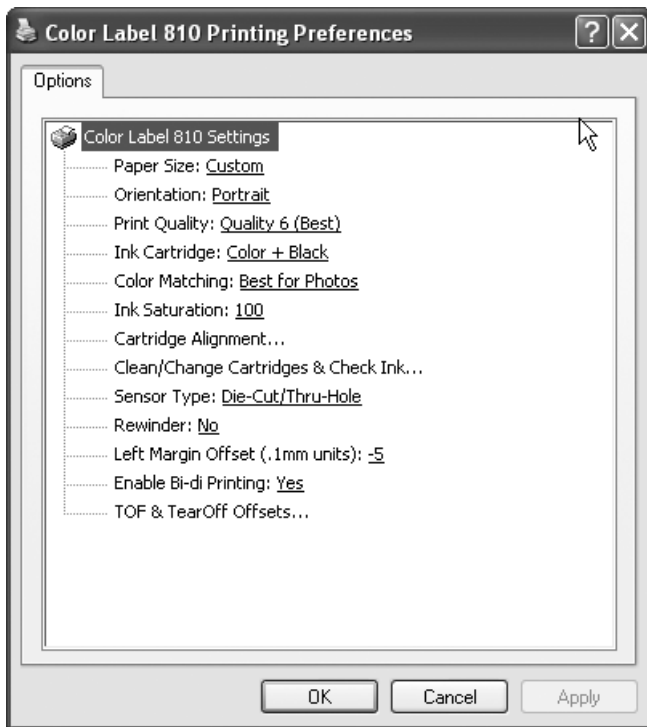 Color Label 810 Printing Preferences
Options
Color Label 810 Settings
Paper Size: Custom
Orientation: Portrait
Print Quality: Quality 6 (Best)
Ink Cartridge: Color + Black
Color Matching: Best for Photos
Ink Saturation: 100
Cartridge Alignment...
Clean/Change Cartridges & Check Ink...
Sensor Type: Die-Cut/Thru-Hole
Rewinder: No
Left Margin Offset (.1mm units): -5
Enable Bi-di Printing: Yes
TOF & TearOff Offsets...
OK Cancel Apply